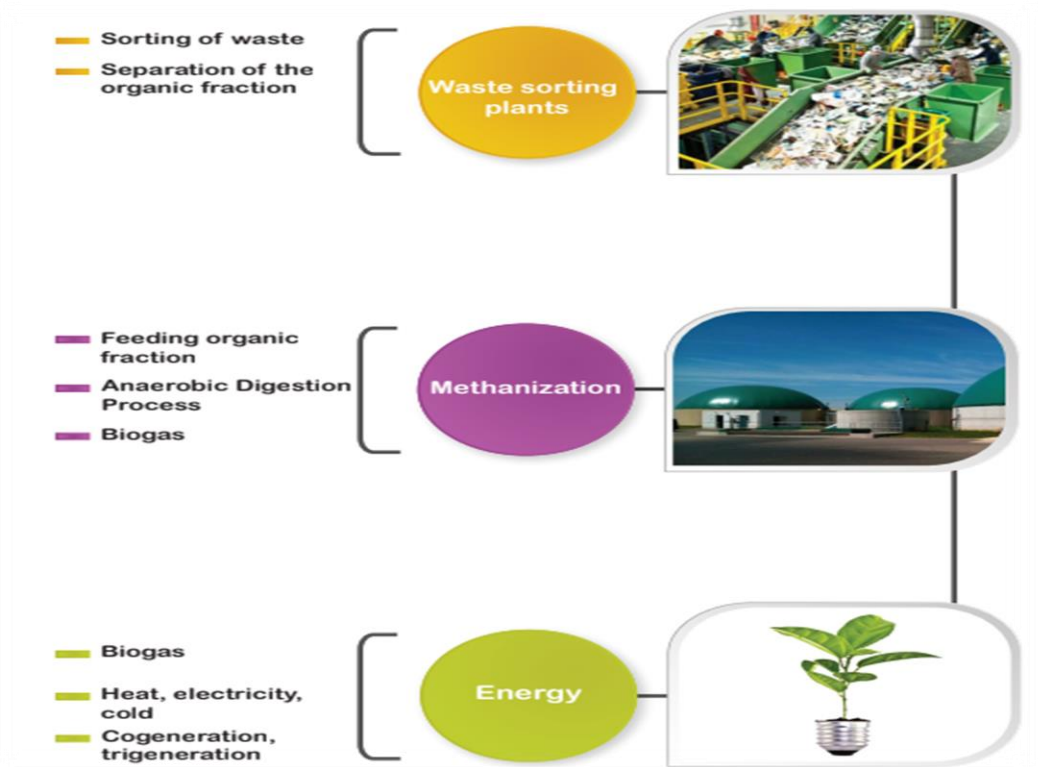 Sorting of waste
Separation of the
organic fraction
Waste sorting
plants
Feeding organic
fraction
Anaerobic Digestion
Process
Biogas
Methanization
Biogas
Heat, electricity,
cold
Cogeneration,
trigeneration
Energy